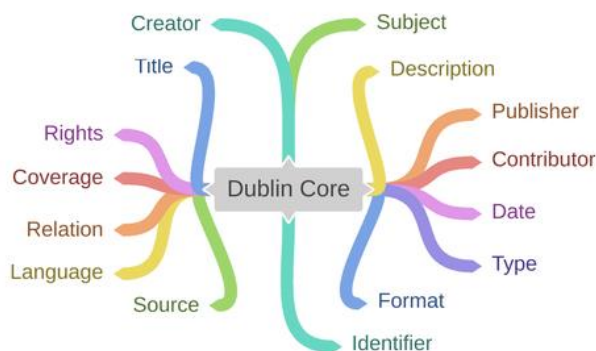 Creator
Subject
Title
Description
Publisher
Rights
Contributor
Coverage
Dublin Core
Date
Relation
Type
Language
Source
Format
Identifier